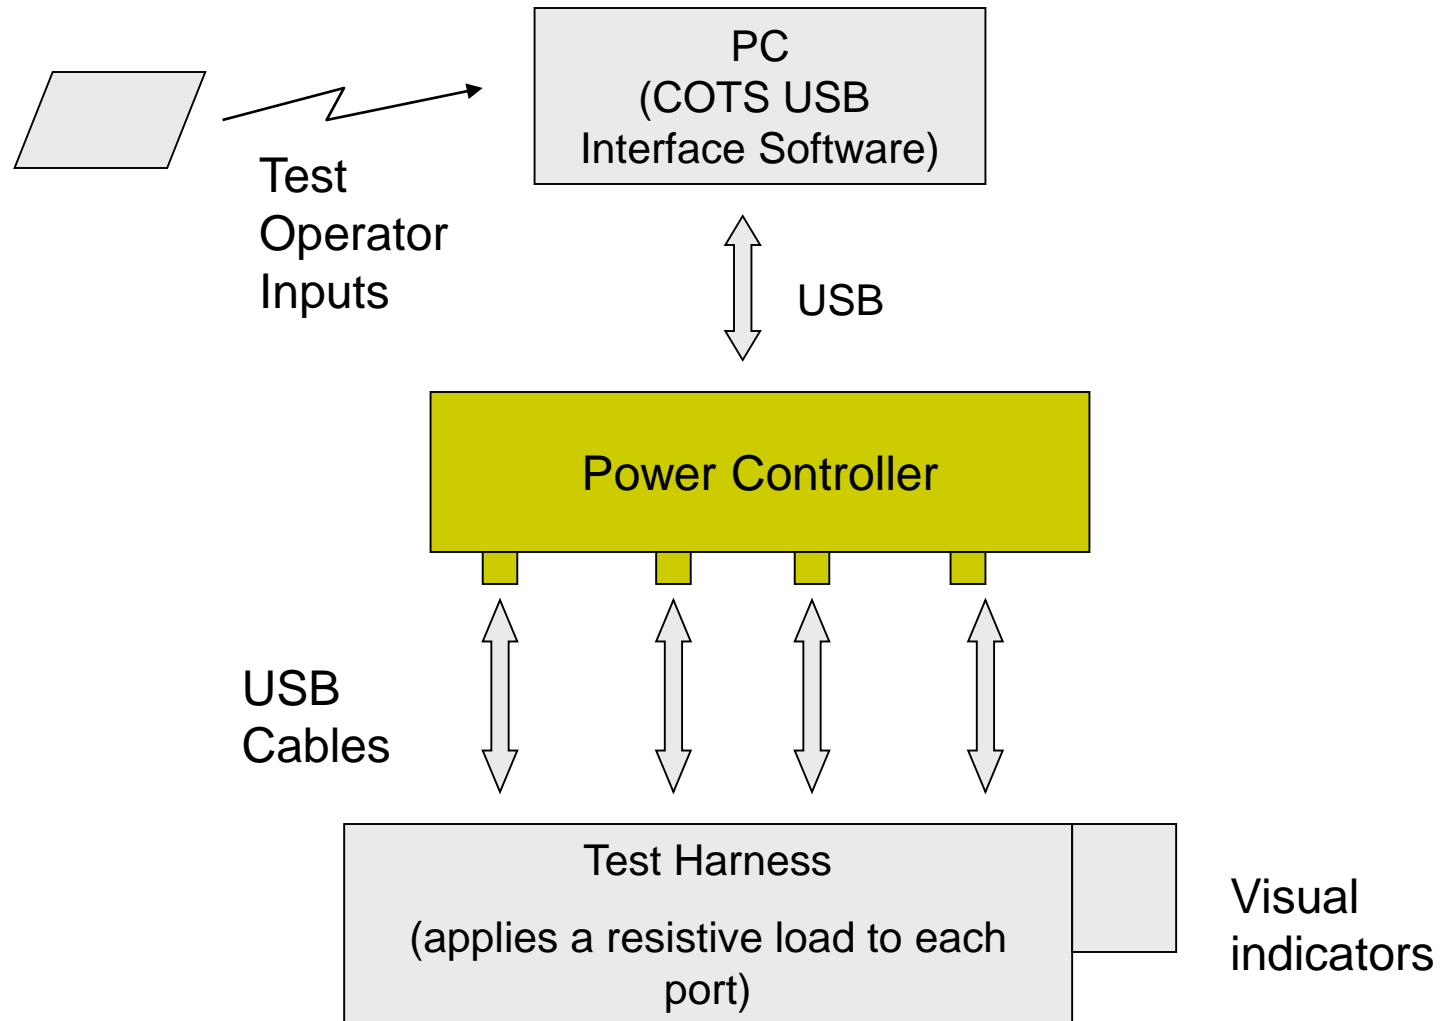 PC
(COTS USB
Interface Software)
Test
Operator
Inputs
USB
Power Controller
USB
Cables
Test Harness
(applies a resistive load to each
port)
Visual
indicators